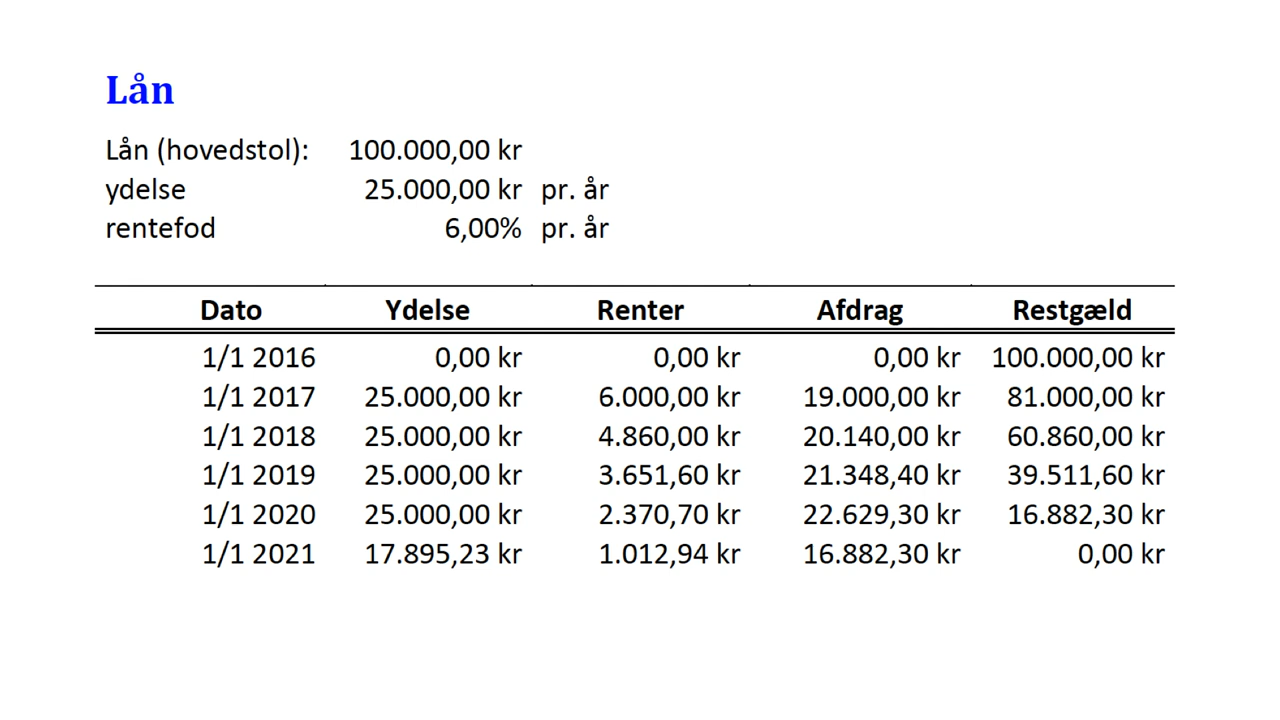 Lån
Lån (hovedstol): 100.000,00 kr
ydelse 25.000,00 kr pr. år
rentefod 6,00% pr. år
Dato Ydelse Renter Afdrag Restgæld
1/1 2016 0,00 kr 0,00 kr 0,00 kr 100.000,00 kr
1/1 2017 25.000,00 kr 6.000,00 kr 19.000,00 kr 81.000,00 kr
1/1 2018 25.000,00 kr 4.860,00 kr 20.140,00 kr 60.860,00 kr
1/1 2019 25.000,00 kr 3.651,60 kr 21.348,40 kr 39.511,60 kr
1/1 2020 25.000,00 kr 2.370,70 kr 22.629,30 kr 16.882,30 kr
1/1 2021 17.895,23 kr 1.012,94 kr 16.882,30 kr 0,00 kr